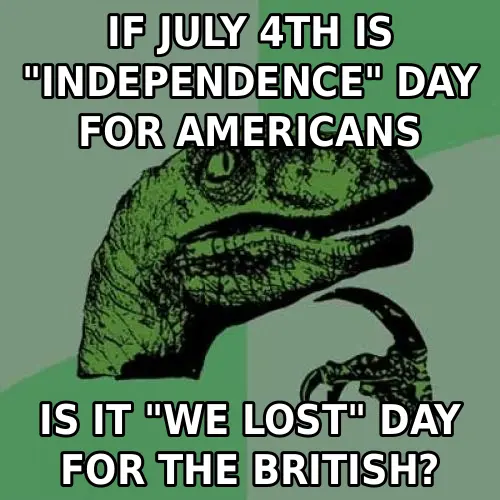 IF JULY 4TH IS
"INDEPENDENCE" DAY
FOR AMERICANS
IS IT "WE LOST" DAY
FOR THE BRITISH?